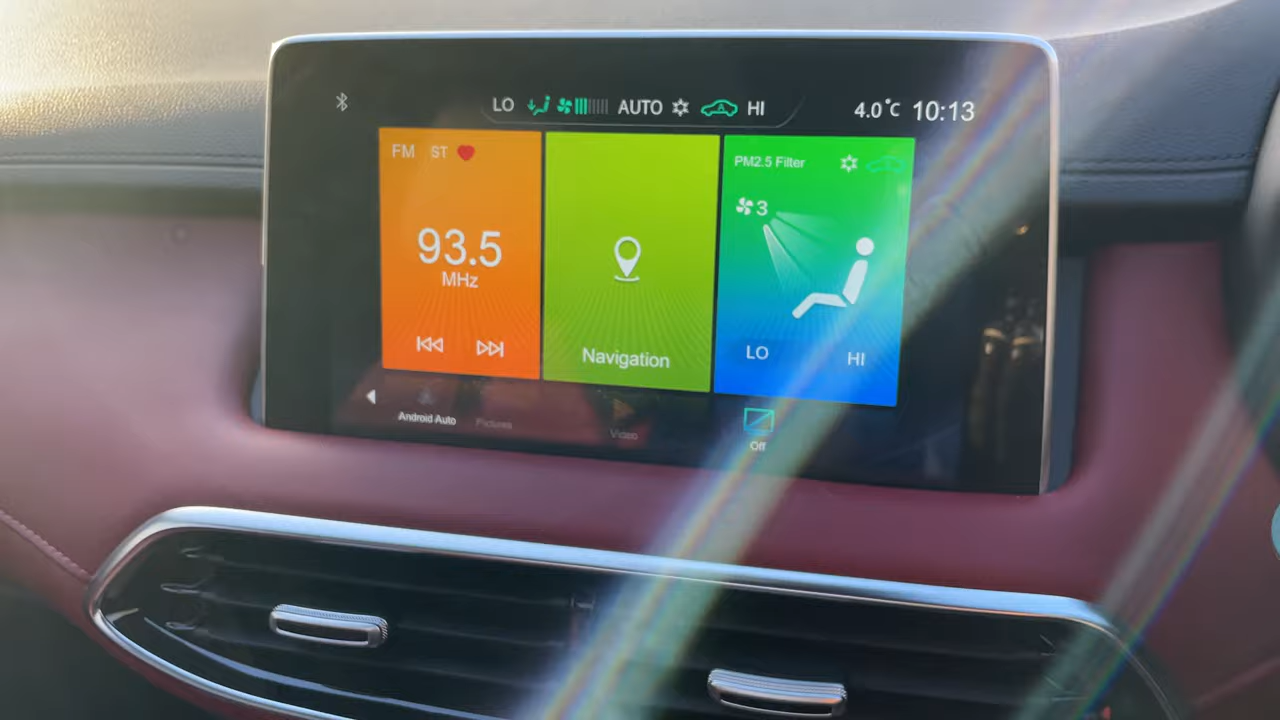 LO AUTO HI 4.0°C 10:13
FM ST
93.5
MHz
Navigation
PM2.5 Filter
3
LO HI
Android Auto
Pictures
Video
Off